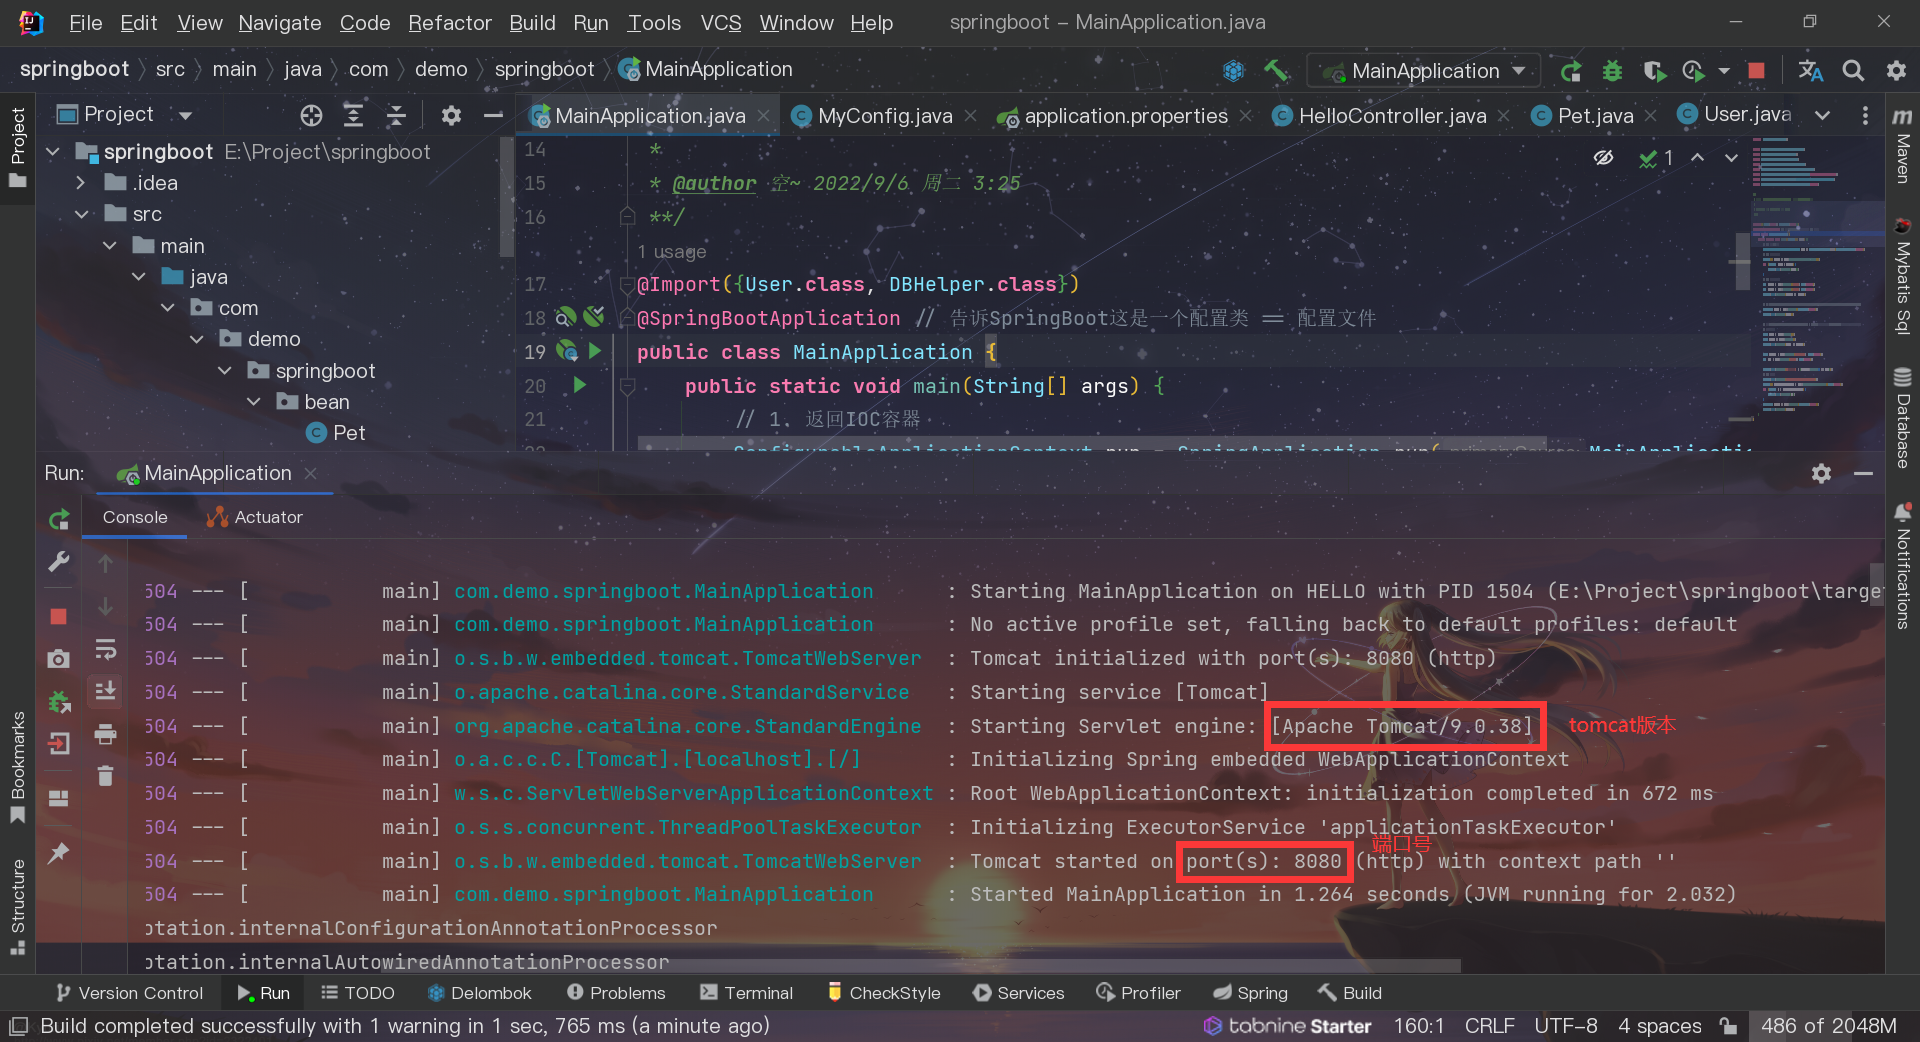 File Edit View Navigate Code Refactor Build Run Tools VCS Window Help springboot – MainApplication.java
springboot src main java com demo springboot MainApplication MainApplication
Project MainApplication.java MyConfig.java application.properties HelloController.java Pet.java User.java
springboot E:\Project\springboot
.idea
src
main
java
com
demo
springboot
bean
Pet
14 *
15 * @author 空~ 2022/9/6 周二 3:25
16 **/
1 usage
17 @Import({User.class, DBHelper.class})
18 @SpringBootApplication // 告诉SpringBoot这是一个配置类 == 配置文件
19 public class MainApplication {
20 public static void main(String[] args) {
21 // 1. 返回IOC容器
1
Run: MainApplication
Console Actuator
504 --- [ main] com.demo.springboot.MainApplication : Starting MainApplication on HELLO with PID 1504 (E:\Project\springboot\targe
504 --- [ main] com.demo.springboot.MainApplication : No active profile set, falling back to default profiles: default
504 --- [ main] o.s.b.w.embedded.tomcat.TomcatWebServer : Tomcat initialized with port(s): 8080 (http)
504 --- [ main] o.apache.catalina.core.StandardService : Starting service [Tomcat]
504 --- [ main] org.apache.catalina.core.StandardEngine : Starting Servlet engine: [Apache Tomcat/9.0.38] tomcat版本
504 --- [ main] o.a.c.c.C.[Tomcat].[localhost].[/] : Initializing Spring embedded WebApplicationContext
504 --- [ main] w.s.c.ServletWebServerApplicationContext : Root WebApplicationContext: initialization completed in 672 ms
504 --- [ main] o.s.s.concurrent.ThreadPoolTaskExecutor : Initializing ExecutorService 'applicationTaskExecutor'
端口号
504 --- [ main] o.s.b.w.embedded.tomcat.TomcatWebServer : Tomcat started on port(s): 8080 (http) with context path ''
504 --- [ main] com.demo.springboot.MainApplication : Started MainApplication in 1.264 seconds (JVM running for 2.032)
otation.internalConfigurationAnnotationProcessor
otation.internalAutowiredAnnotationProcessor
Project
Bookmarks
Structure
Maven
Mybatis Sql
Database
Notifications
Version Control Run TODO Delombok Problems Terminal CheckStyle Services Profiler Spring Build
Build completed successfully with 1 warning in 1 sec, 765 ms (a minute ago) tabnine Starter 160:1 CRLF UTF-8 4 spaces 486 of 2048M